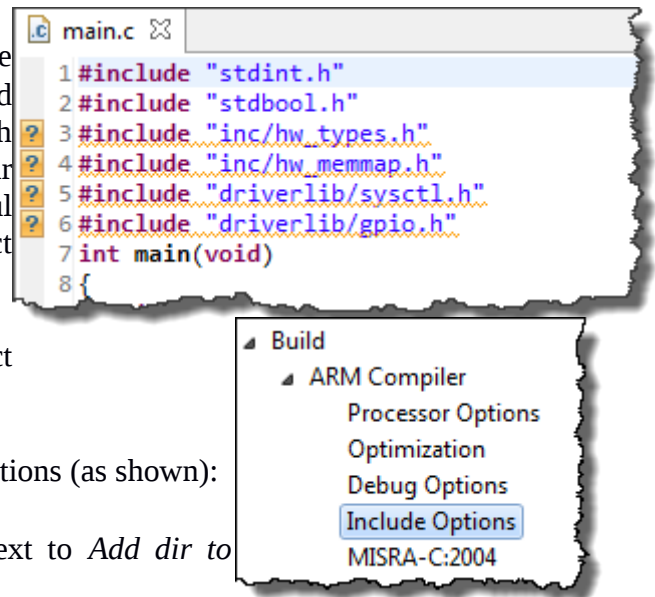 main.c
1 #include "stdint.h"
2 #include "stdbool.h"
? 3 #include "inc/hw_types.h"
? 4 #include "inc/hw_memmap.h"
? 5 #include "driverlib/sysctl.h"
? 6 #include "driverlib/gpio.h"
7 int main(void)
8 {
Build
ARM Compiler
Processor Options
Optimization
Debug Options
Include Options
MISRA-C:2004
(as shown):
to Add dir to